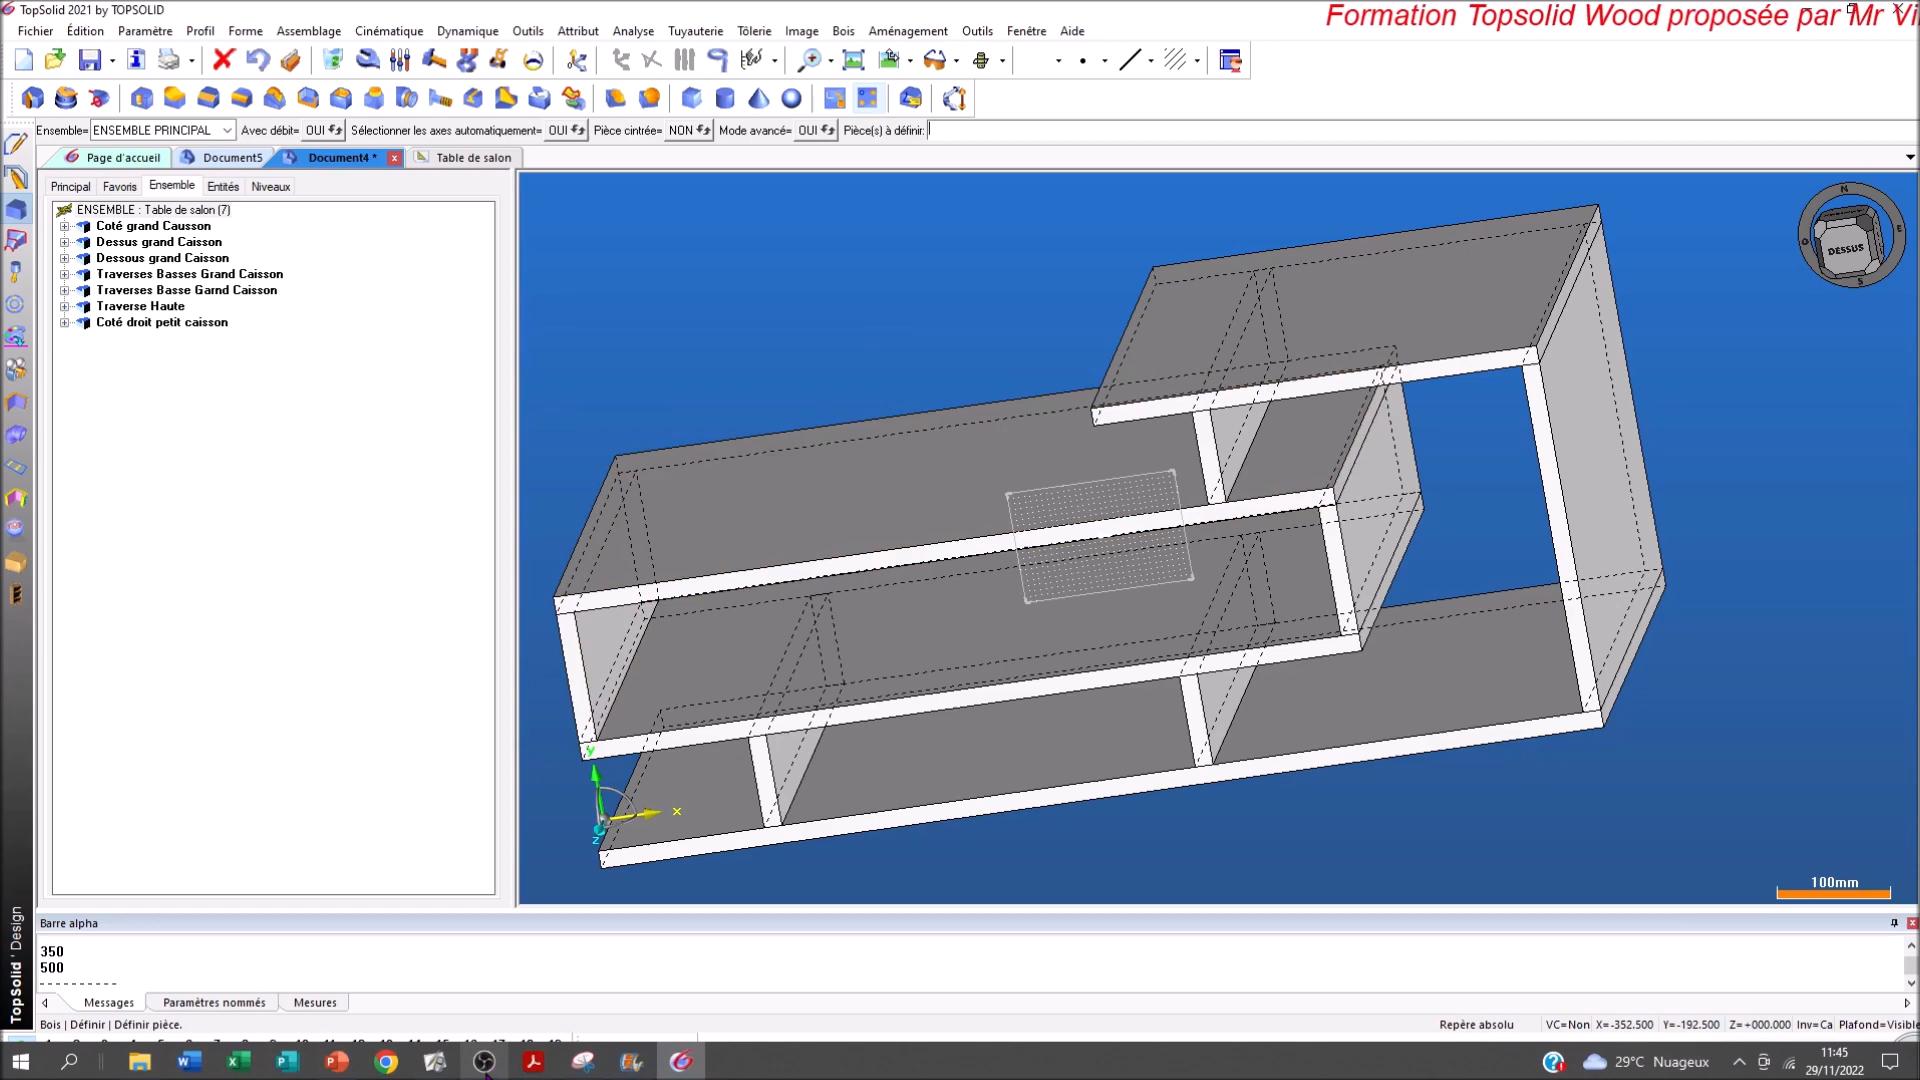 TopSolid 2021 by TOPSOLID
Formation Topsolid Wood proposée par Mr Vi
Fichier Édition Paramètre Profil Forme Assemblage Cinématique Dynamique Outils Attribut Analyse Tuyauterie Tôlerie Image Bois Aménagement Outils Fenêtre Aide
Ensemble= ENSEMBLE PRINCIPAL Avec débit= OUI Sélectionner les axes automatiquement= OUI Pièce cintrée= NON Mode avancé= OUI Pièce(s) à définir:
Page d'accueil Document5 Document4 * Table de salon
Principal Favoris Ensemble Entités Niveaux
ENSEMBLE : Table de salon (7)
Coté grand Causson
Dessus grand Caisson
Dessous grand Caisson
Traverses Basses Grand Caisson
Traverses Basse Garnd Caisson
Traverse Haute
Coté droit petit caisson
N
E
S
O
DESSUS
y
x
z
100mm
TopSolid ' Design
Barre alpha
350
500
-----------
Messages Paramètres nommés Mesures
Bois | Définir | Définir pièce.
Repère absolu VC=Non X=-352.500 Y=-192.500 Z=+000.000 Inv=Ca Plafond=Visible
29°C Nuageux
11:45
29/11/2022